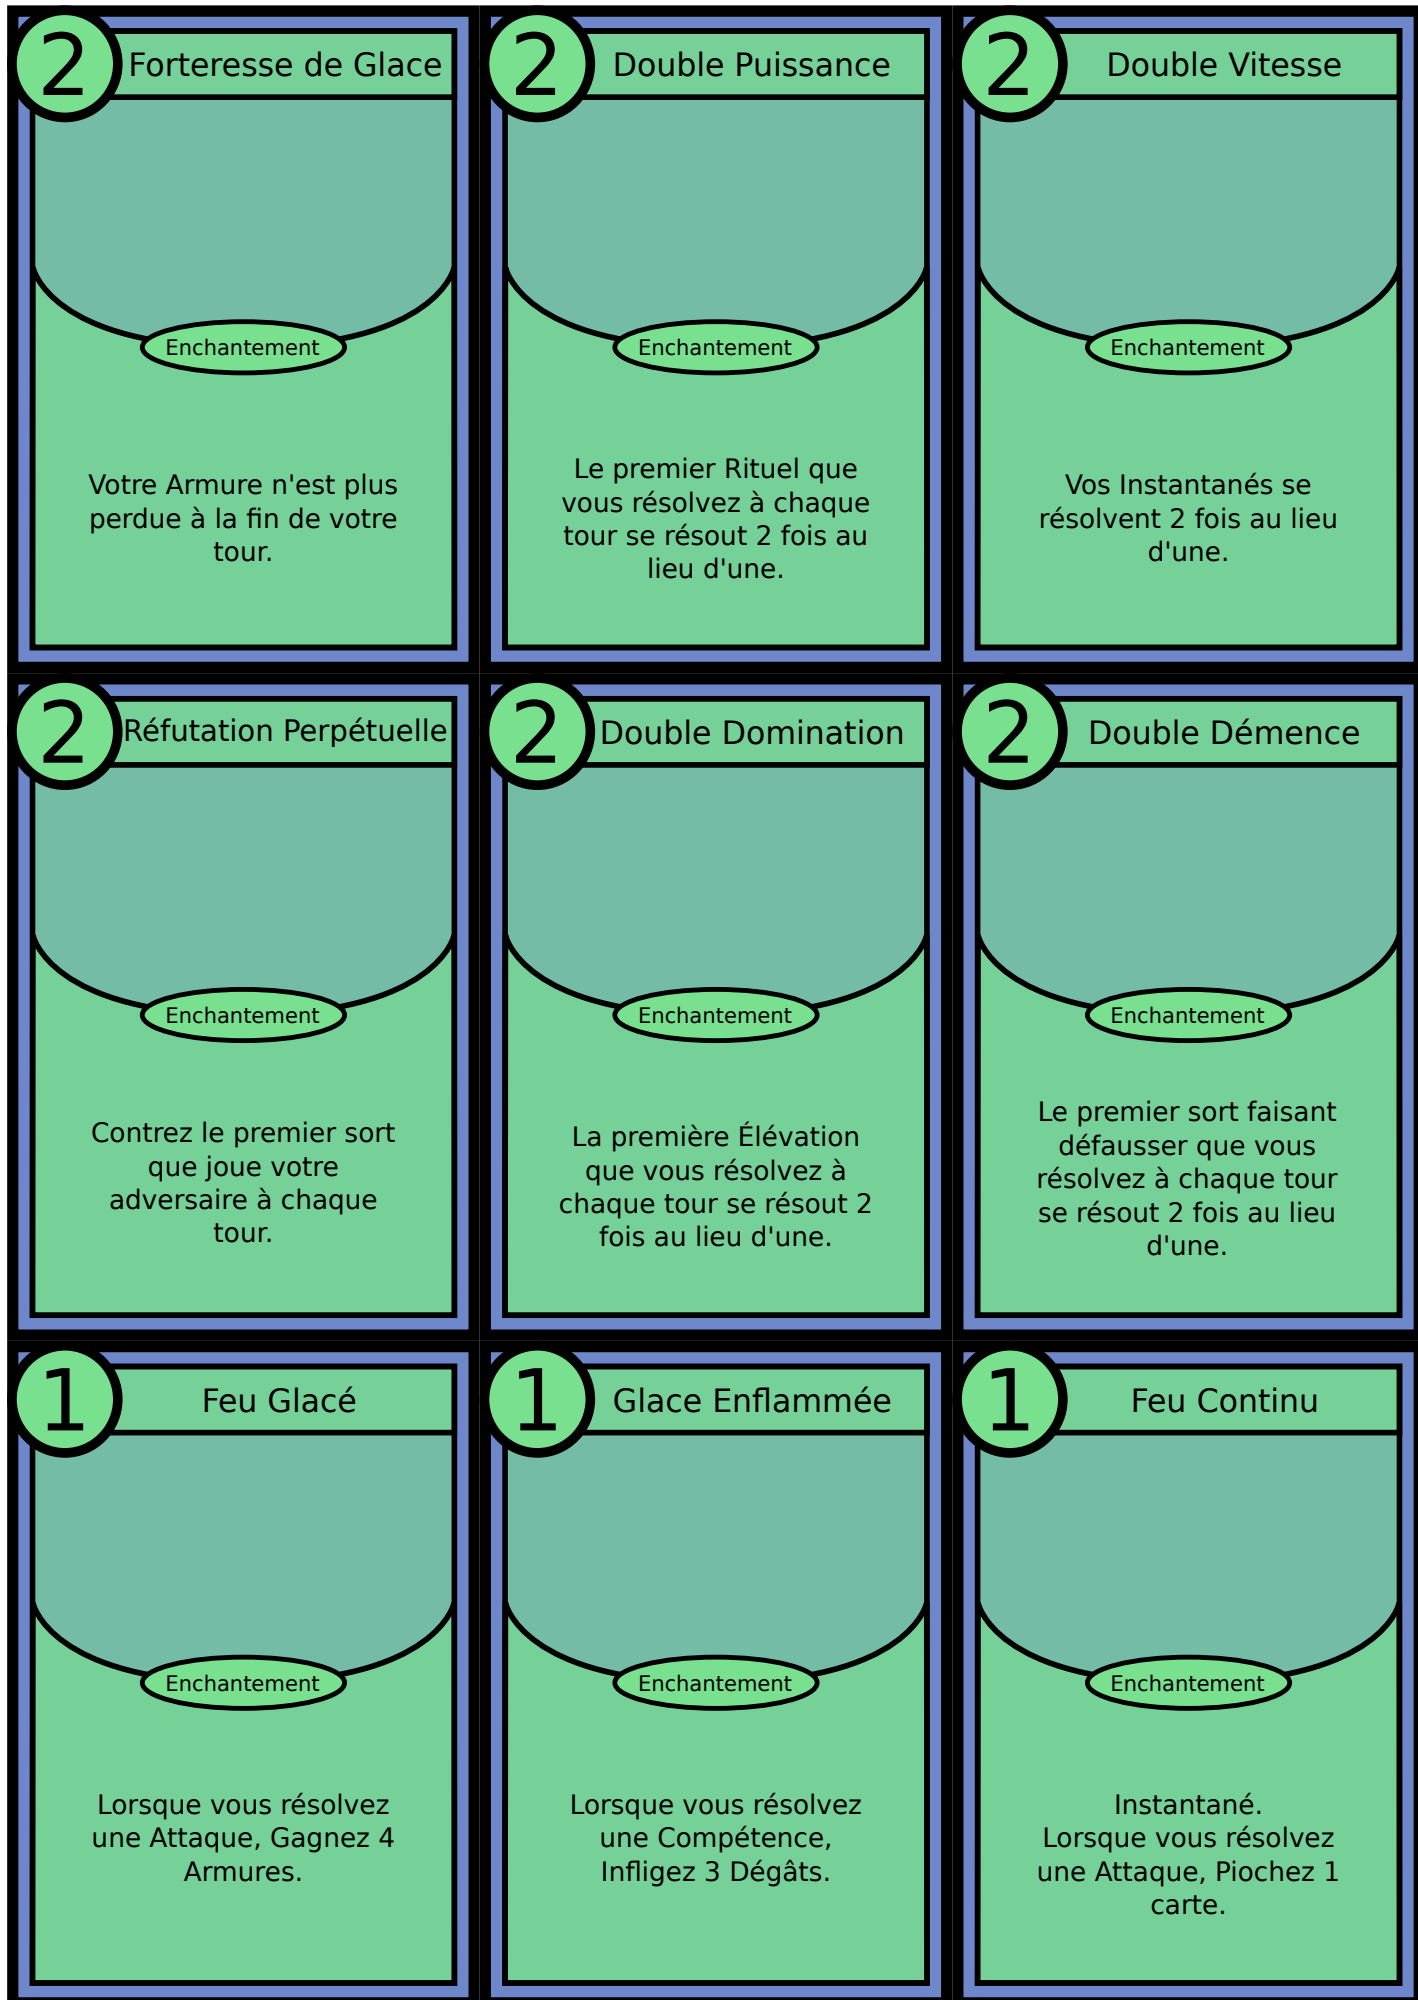 2
Forteresse de Glace
Enchantement
Votre Armure n'est plus
perdue à la fin de votre
tour.
2
Double Puissance
Enchantement
Le premier Rituel que
vous résolvez à chaque
tour se résout 2 fois au
lieu d'une.
2
Double Vitesse
Enchantement
Vos Instantanés se
résolvent 2 fois au lieu
d'une.
2
Réfutation Perpétuelle
Enchantement
Contrez le premier sort
que joue votre
adversaire à chaque
tour.
2
Double Domination
Enchantement
La première Élévation
que vous résolvez à
chaque tour se résout 2
fois au lieu d'une.
2
Double Démence
Enchantement
Le premier sort faisant
défausser que vous
résolvez à chaque tour
se résout 2 fois au lieu
d'une.
1
Feu Glacé
Enchantement
Lorsque vous résolvez
une Attaque, Gagnez 4
Armures.
1
Glace Enflammée
Enchantement
Lorsque vous résolvez
une Compétence,
Infligez 3 Dégâts.
1
Feu Continu
Enchantement
Instantané.
Lorsque vous résolvez
une Attaque, Piochez 1
carte.